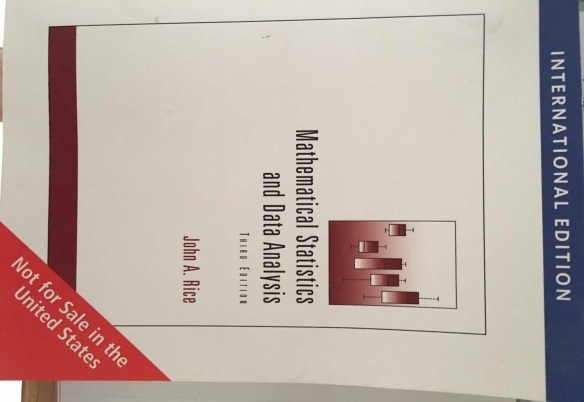 INTERNATIONAL EDITION
Mathematical Statistics
and Data Analysis
THIRD EDITION
John A. Rice
Not for Sale in the
United States